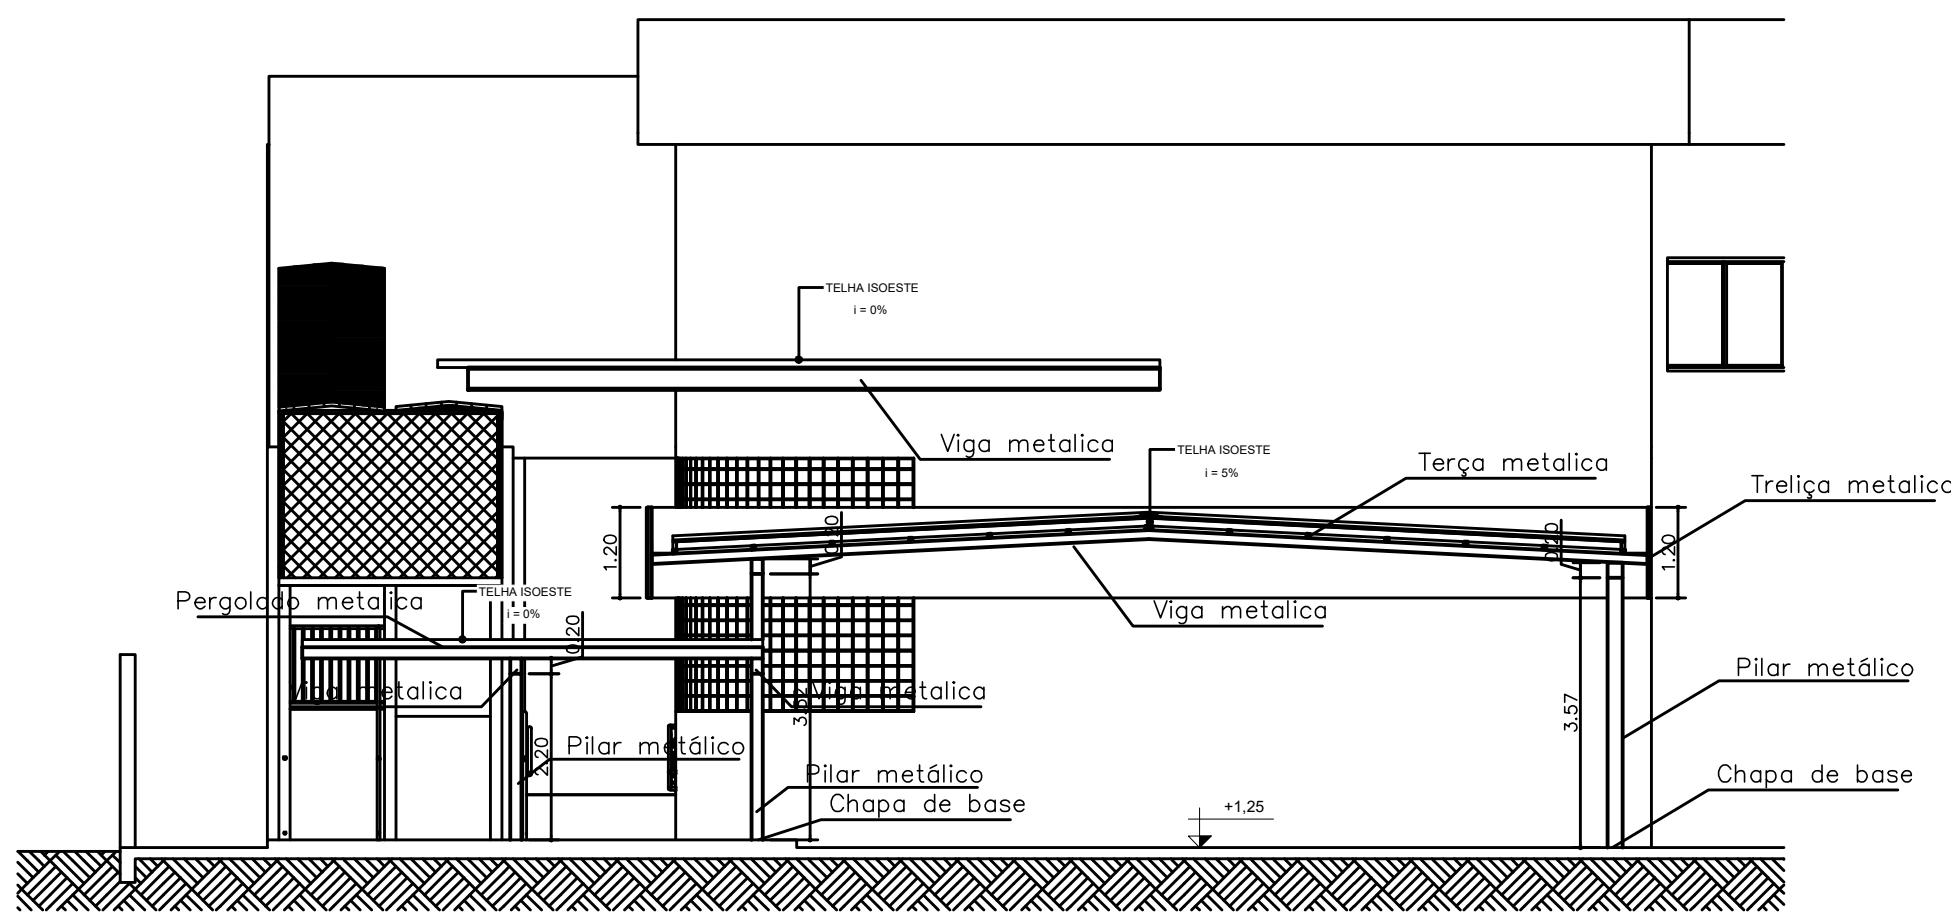 TELHA ISOESTE
i = 0%
Viga metalica
TELHA ISOESTE
i = 5%
Terça metalica
Treliça metalica
0.20
0.20
1.20
1.20
TELHA ISOESTE
i = 0%
Pergolado metalica
Viga metalica
0.20
Pilar metálico
Viga metalica
Viga metalica
3.57
Pilar metálico
2.20
Pilar metálico
Chapa de base
Chapa de base
+1,25